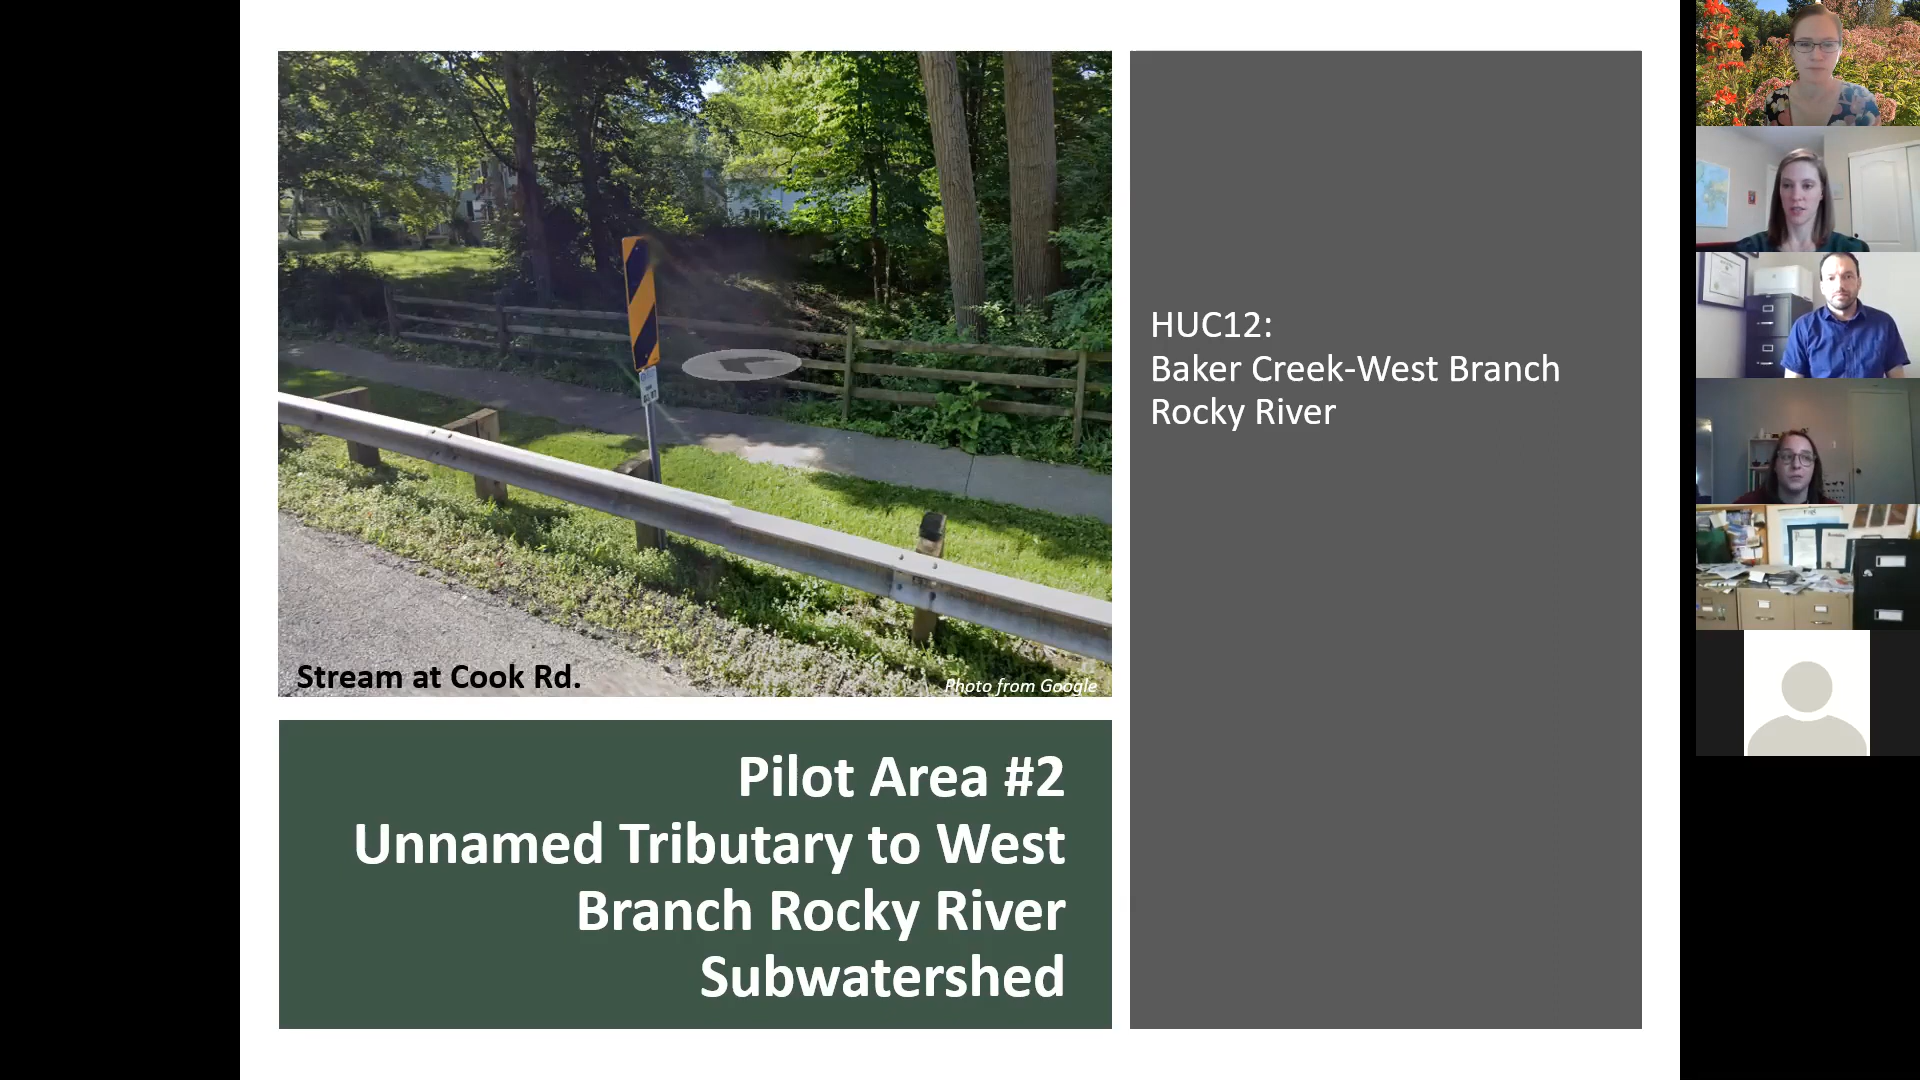 Stream at Cook Rd.
Photo from Google
Pilot Area #2
Unnamed Tributary to West
Branch Rocky River
Subwatershed
HUC12:
Baker Creek-West Branch
Rocky River